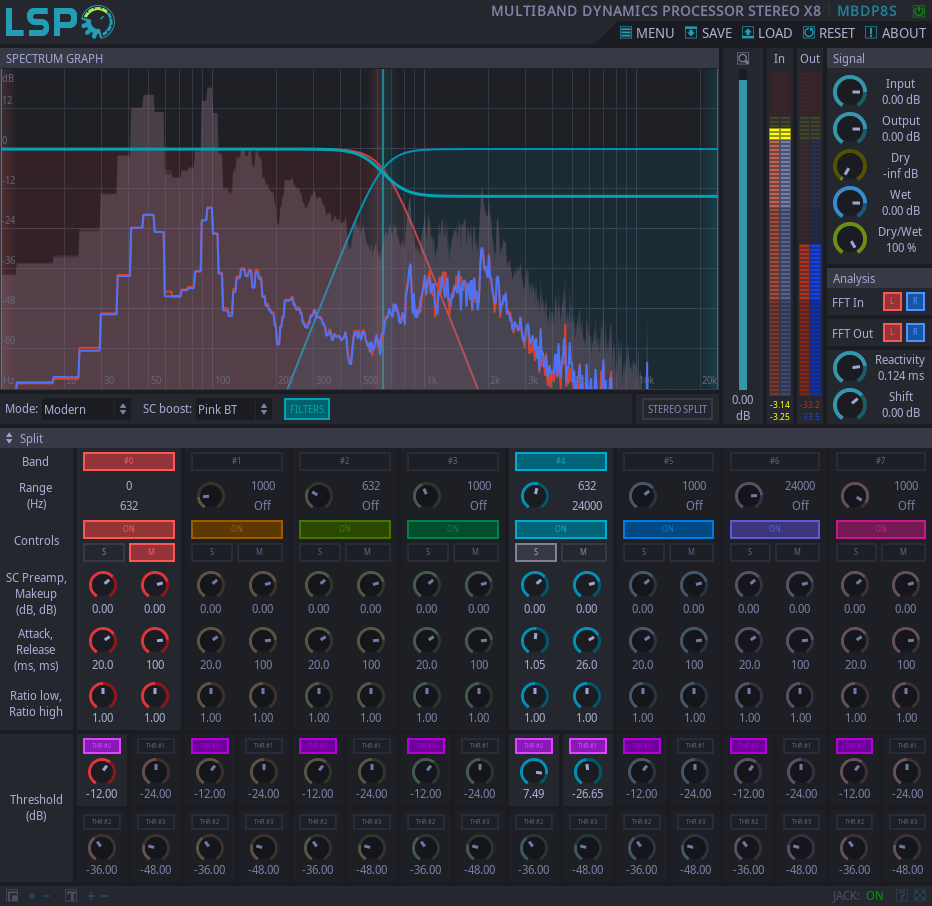 LSP
MULTIBAND DYNAMICS PROCESSOR STEREO X8 MBDP8S
MENU SAVE LOAD RESET ABOUT
SPECTRUM GRAPH
In Out
Signal
dB
12
0
-12
-24
-36
-48
-60
Hz 30 50 100 200 300 500 1k 2k 3k 5k 10k 20k
Input
0.00 dB
Output
0.00 dB
Dry
-inf dB
Wet
0.00 dB
Dry/Wet
100 %
Analysis
FFT In L R
FFT Out L R
Reactivity
0.124 ms
Shift
0.00 dB
0.00
dB
-3.14 -33.2
-3.25 -33.5
Mode: Modern SC boost: Pink BT FILTERS STEREO SPLIT
Split
Band #0 #1 #2 #3 #4 #5 #6 #7
Range
(Hz)
0 1000 632 1000 632 1000 24000 1000
632 Off Off Off 24000 Off Off Off
Controls
ON ON ON ON ON ON ON ON
S M S M S M S M S M S M S M S M
SC Preamp,
Makeup
(dB, dB)
0.00 0.00 0.00 0.00 0.00 0.00 0.00 0.00 0.00 0.00 0.00 0.00 0.00 0.00 0.00 0.00
Attack,
Release
(ms, ms)
20.0 100 20.0 100 20.0 100 20.0 100 1.05 26.0 20.0 100 20.0 100 20.0 100
Ratio low,
Ratio high
1.00 1.00 1.00 1.00 1.00 1.00 1.00 1.00 1.00 1.00 1.00 1.00 1.00 1.00 1.00 1.00
Threshold
(dB)
THR #0 THR #1 THR #0 THR #1 THR #0 THR #1 THR #0 THR #1 THR #0 THR #1 THR #0 THR #1 THR #0 THR #1 THR #0 THR #1
-12.00 -24.00 -12.00 -24.00 -12.00 -24.00 -12.00 -24.00 7.49 -26.65 -12.00 -24.00 -12.00 -24.00 -12.00 -24.00
THR #2 THR #3 THR #2 THR #3 THR #2 THR #3 THR #2 THR #3 THR #2 THR #3 THR #2 THR #3 THR #2 THR #3 THR #2 THR #3
-36.00 -48.00 -36.00 -48.00 -36.00 -48.00 -36.00 -48.00 -36.00 -48.00 -36.00 -48.00 -36.00 -48.00 -36.00 -48.00
JACK: ON